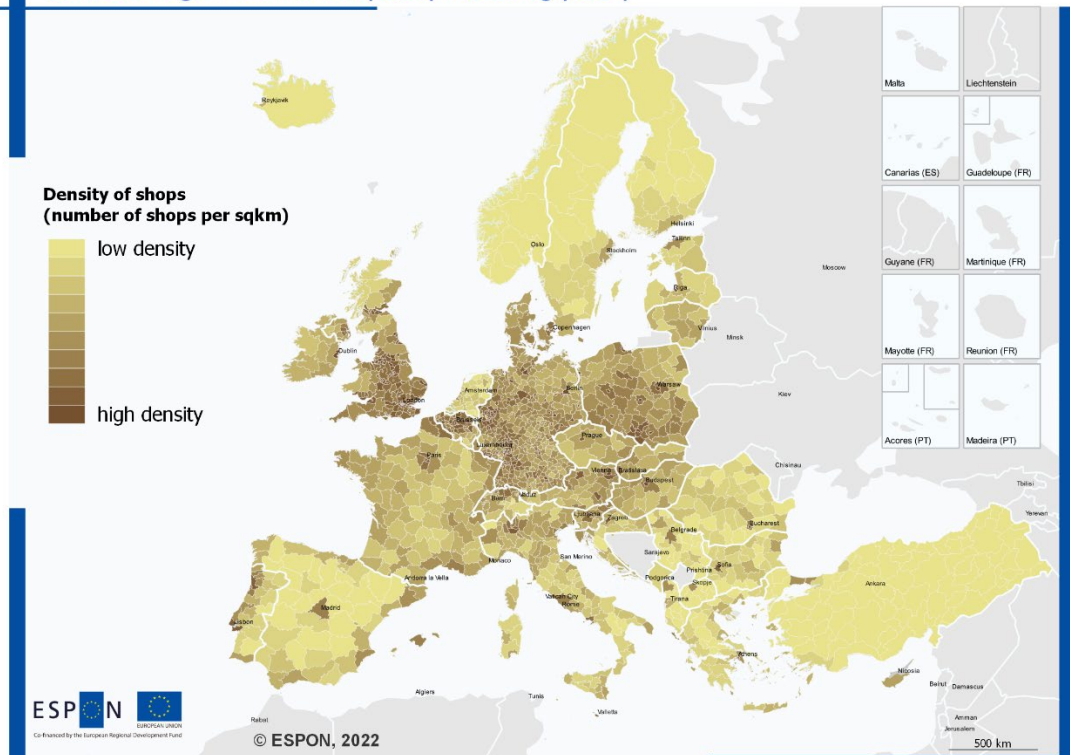 Density of shops
(number of shops per sqkm)
low density
high density
Reykjavik
Oslo
Stockholm
Helsinki
Tallinn
Riga
Vilnius
Minsk
Moscow
Copenhagen
Dublin
London
Amsterdam
Berlin
Warsaw
Kiev
Luxembourg
Prague
Paris
Vienna
Bratislava
Budapest
Chisinau
Bern
Vaduz
Ljubljana
Zagreb
Belgrade
Bucharest
Tbilisi
Yerevan
Monaco
San Marino
Sarajevo
Prishtina
Sofia
Andorra la Vella
Podgorica
Skopje
Vatican City
Rome
Tirana
Ankara
Madrid
Lisbon
Athens
Nicosia
Algiers
Tunis
Valletta
Beirut
Damascus
Rabat
Amman
Jerusalem
Malta
Liechtenstein
Canarias (ES)
Guadeloupe (FR)
Guyane (FR)
Martinique (FR)
Mayotte (FR)
Reunion (FR)
Acores (PT)
Madeira (PT)
ESPON
EUROPEAN UNION
Co-financed by the European Regional Development Fund
© ESPON, 2022
500 km